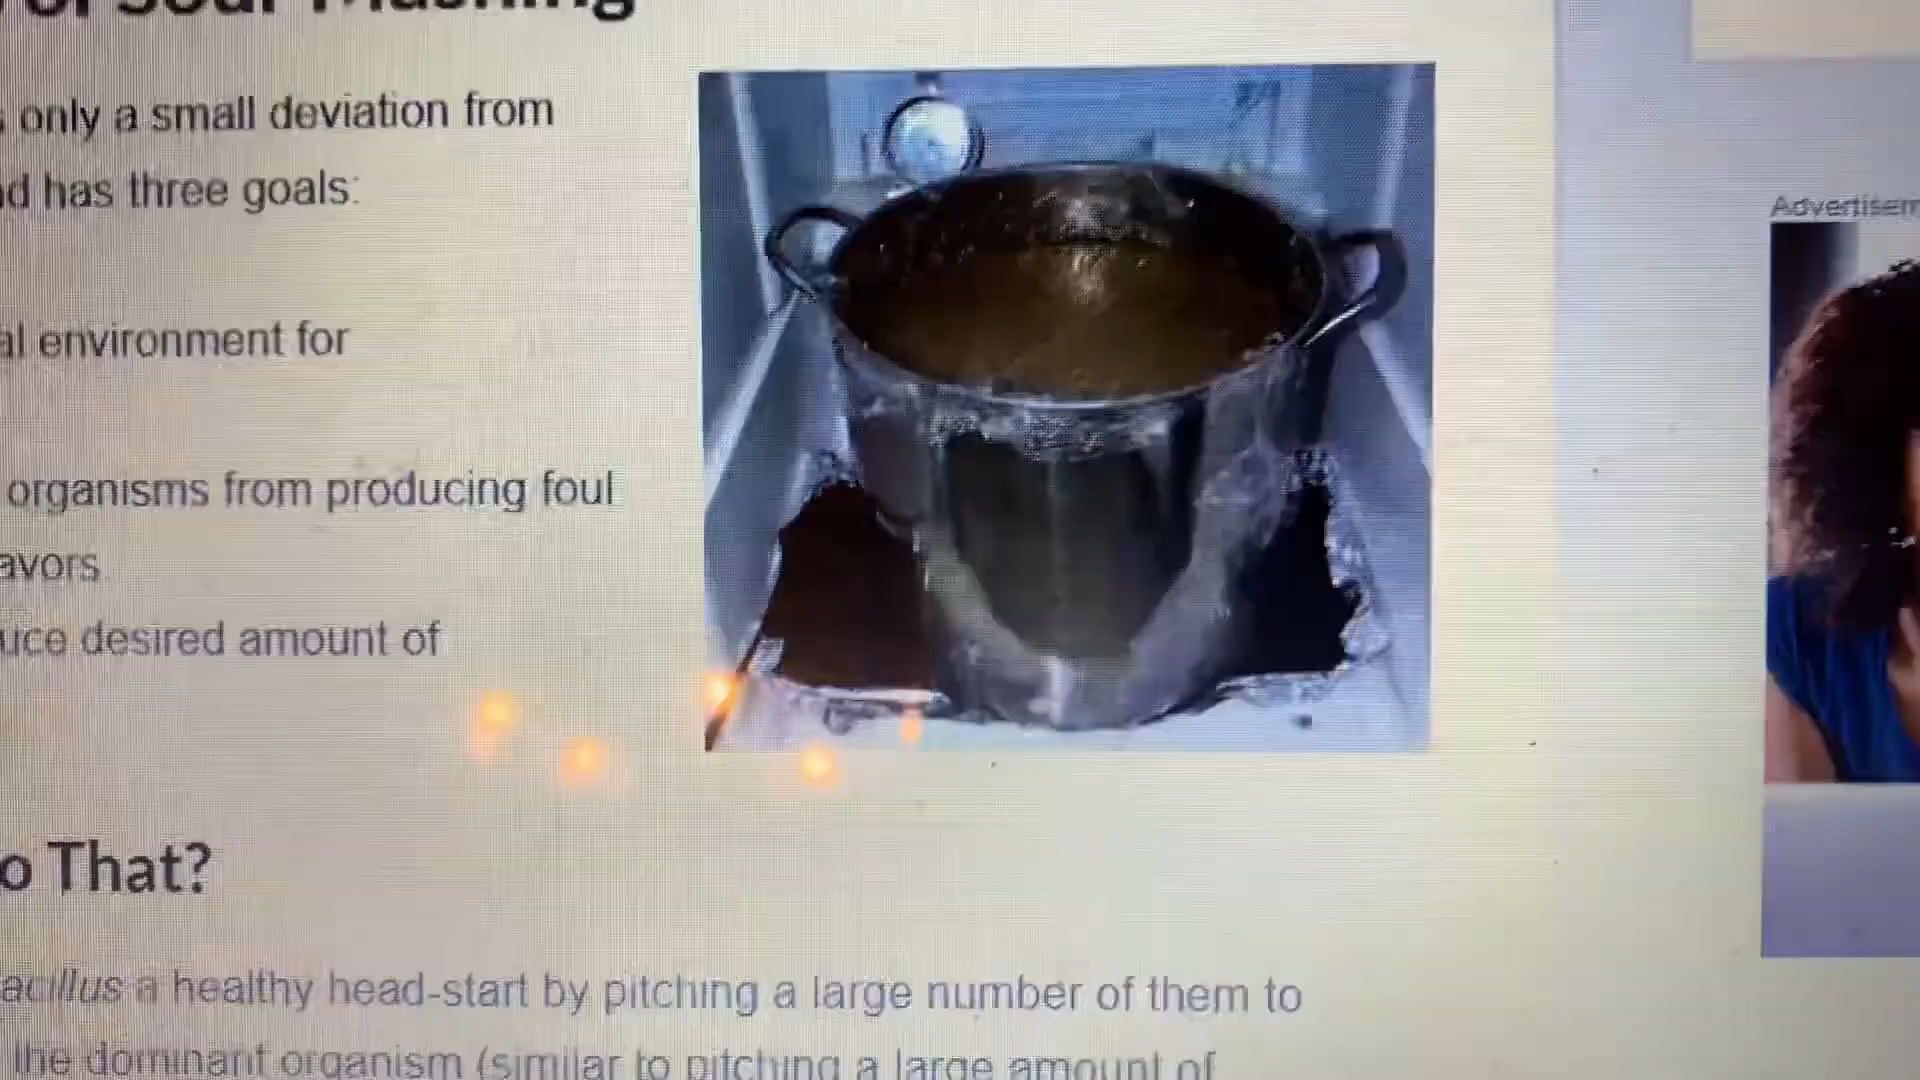 Sour Mashing
only a small deviation from
has three goals:
Advertisem
environment for
organisms from producing foul
avors
uce desired amount of
o That?
acillus a healthy head-start by pitching a large number of them to
the dominant organism (similar to pitching a large amount of